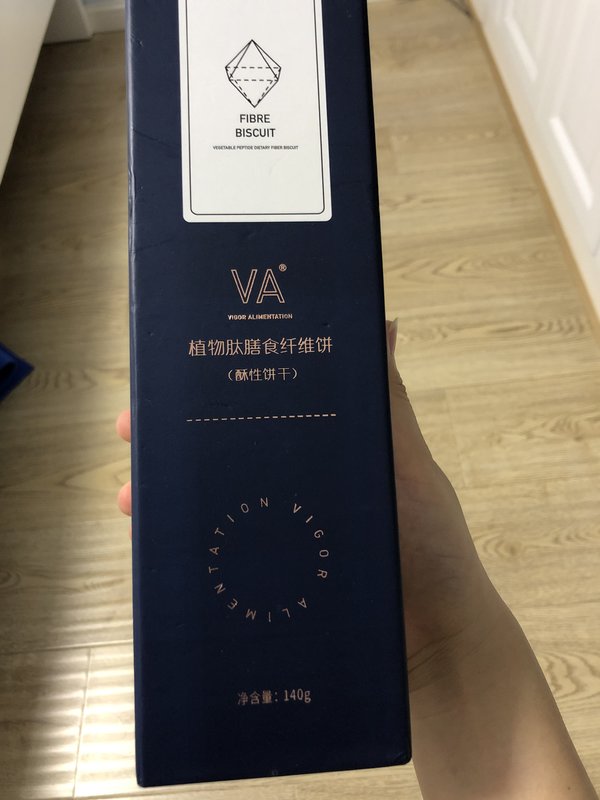 FIBRE
BISCUIT
VEGETABLE PEPTIDE DIETARY FIBER BISCUIT
VA®
VIGOR ALIMENTATION
植物肽膳食纤维饼
（酥性饼干）
VIGOR ALIMENTATION
净含量：140g